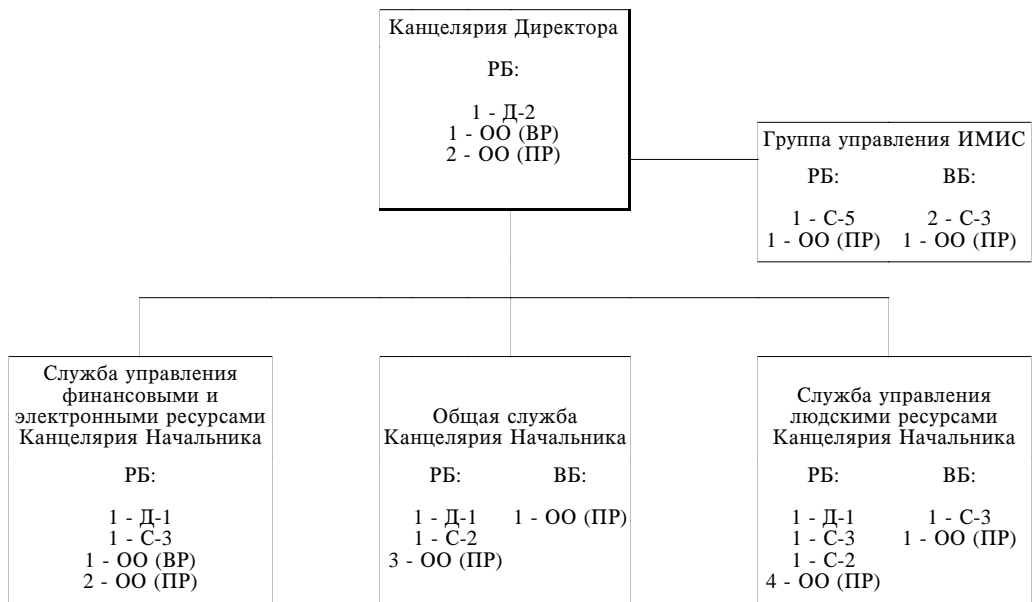 Канцелярия Директора
РБ:
1 - Д-2
1 - ОО (ВР)
2 - ОО (ПР)
Группа управления ИМИС
РБ: ВБ:
1 - С-5 2 - С-3
1 - ОО (ПР) 1 - ОО (ПР)
Служба управления
финансовыми и
электронными ресурсами
Канцелярия Начальника
РБ:
1 - Д-1
1 - С-3
1 - ОО (ВР)
2 - ОО (ПР)
Общая служба
Канцелярия Начальника
РБ: ВБ:
1 - Д-1 1 - ОО (ПР)
1 - С-2
3 - ОО (ПР)
Служба управления
людскими ресурсами
Канцелярия Начальника
РБ: ВБ:
1 - Д-1 1 - С-3
1 - С-3 1 - ОО (ПР)
1 - С-2
4 - ОО (ПР)